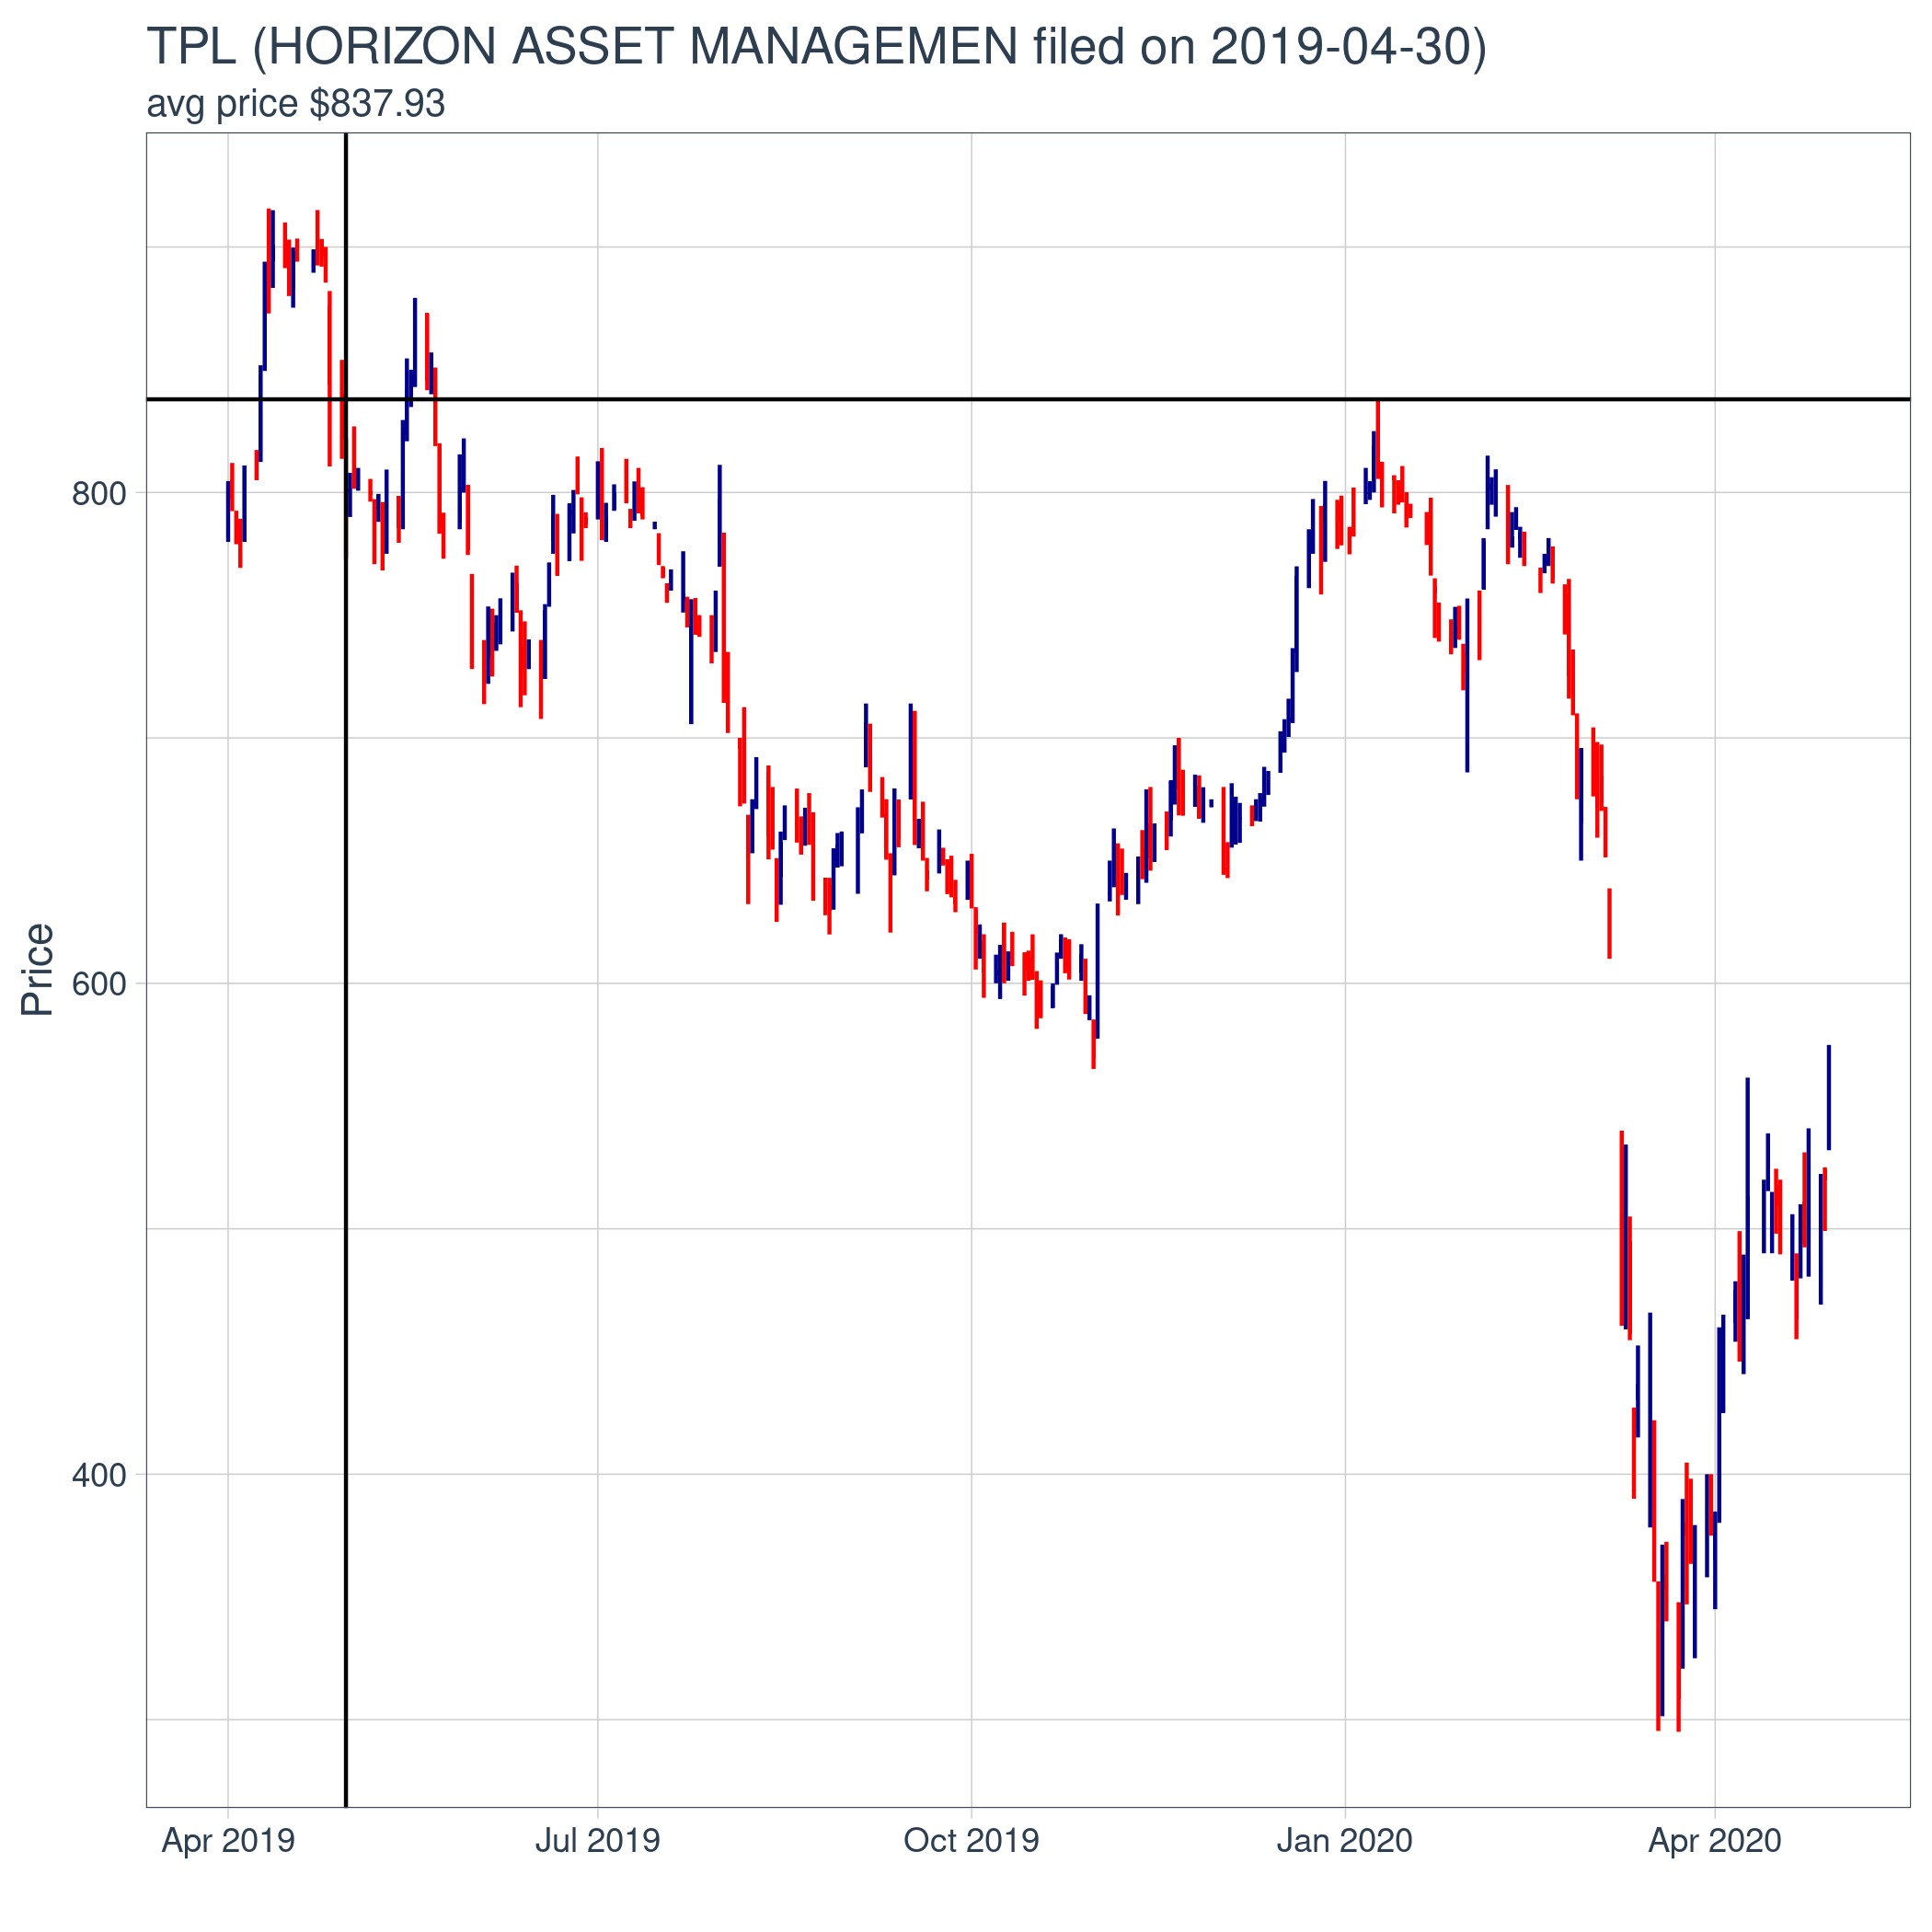 TPL (HORIZON ASSET MANAGEMEN filed on 2019-04-30)
avg price $837.93
Price
800
600
400
Apr 2019
Jul 2019
Oct 2019
Jan 2020
Apr 2020